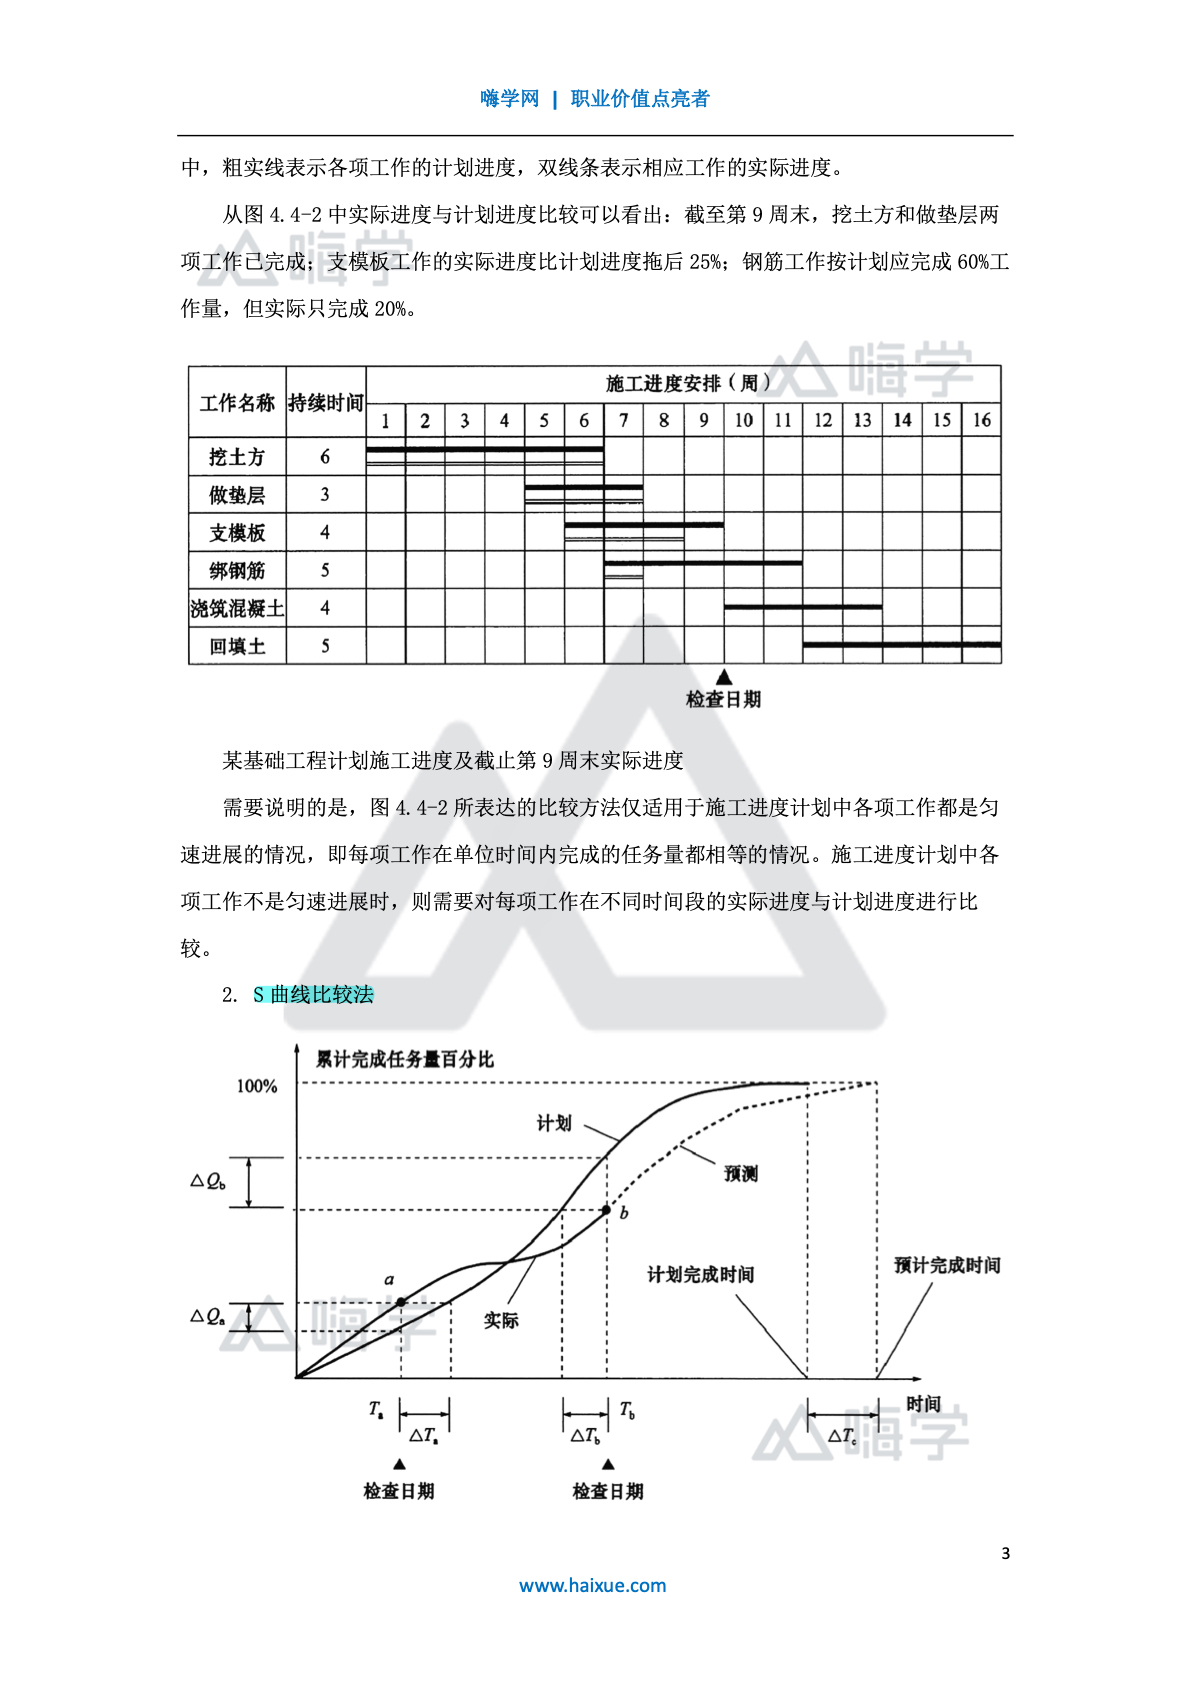 嗨学网 | 职业价值点亮者
中，粗实线表示各项工作的计划进度，双线条表示相应工作的实际进度。
从图 4.4-2 中实际进度与计划进度比较可以看出：截至第 9 周末，挖土方和做垫层两
项工作已完成；支模板工作的实际进度比计划进度拖后 25%；钢筋工作按计划应完成 60%工
作量，但实际只完成 20%。
嗨学
嗨学
工作名称 持续时间 施工进度安排（周）
1 2 3 4 5 6 7 8 9 10 11 12 13 14 15 16
挖土方 6
做垫层 3
支模板 4
绑钢筋 5
浇筑混凝土 4
回填土 5
检查日期
某基础工程计划施工进度及截止第 9 周末实际进度
需要说明的是，图 4.4-2 所表达的比较方法仅适用于施工进度计划中各项工作都是匀
速进展的情况，即每项工作在单位时间内完成的任务量都相等的情况。施工进度计划中各
项工作不是匀速进展时，则需要对每项工作在不同时间段的实际进度与计划进度进行比
较。
2. S 曲线比较法
累计完成任务量百分比
100%
计划
预测
△Qb
b
预计完成时间
计划完成时间
a
△Qa
实际
嗨学
时间
Ta Tb
△Ta △Tb △Tc
嗨学
检查日期 检查日期
3
www.haixue.com